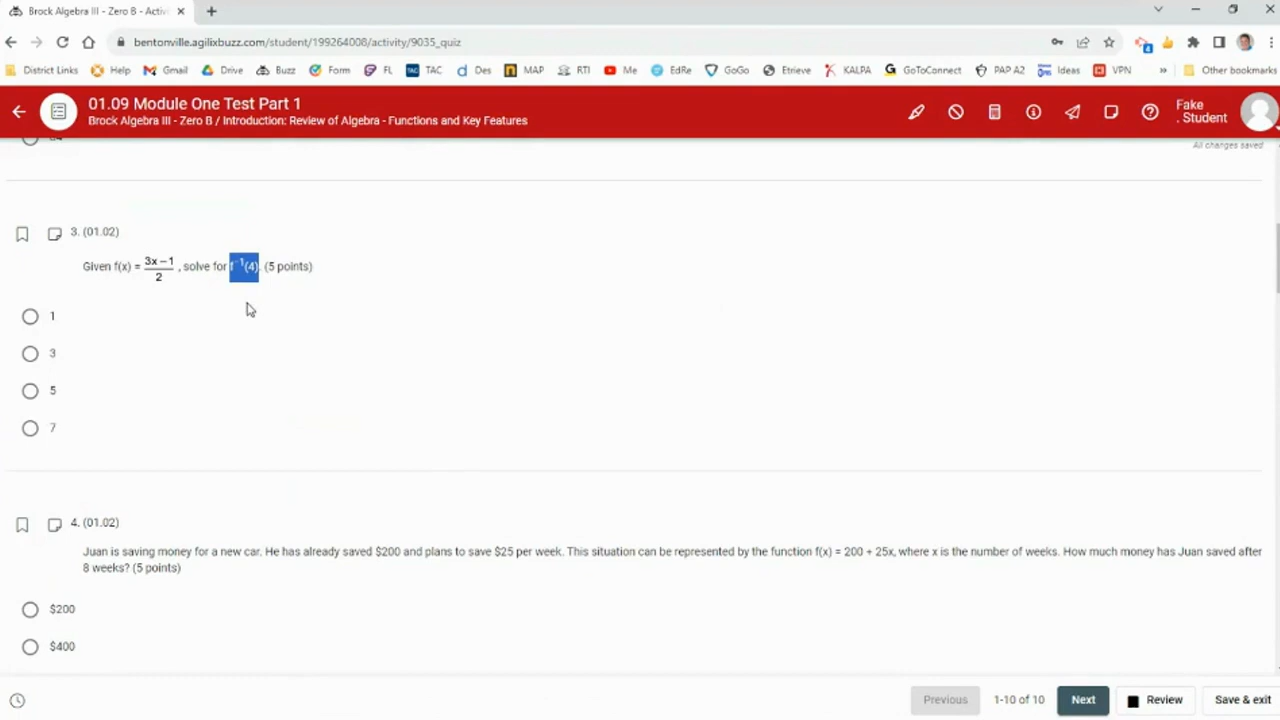 Brock Algebra III - Zero B - Activi
bentonville.agilixbuzz.com/student/199264008/activity/9035_quiz
District Links Help Gmail Drive Buzz Form FL TAC Des MAP RTI Me EdRe GoGo Etrieve KALPA GoToConnect PAP A2 Ideas VPN » Other bookmarks
01.09 Module One Test Part 1
Brock Algebra III - Zero B / Introduction: Review of Algebra - Functions and Key Features
Fake
. Student
All changes saved
3. (01.02)
Given f(x) = (3x − 1)/2, solve for f⁻¹(4). (5 points)
1
3
5
7
4. (01.02)
Juan is saving money for a new car. He has already saved $200 and plans to save $25 per week. This situation can be represented by the function f(x) = 200 + 25x, where x is the number of weeks. How much money has Juan saved after
8 weeks? (5 points)
$200
$400
Previous 1-10 of 10 Next Review Save & exit